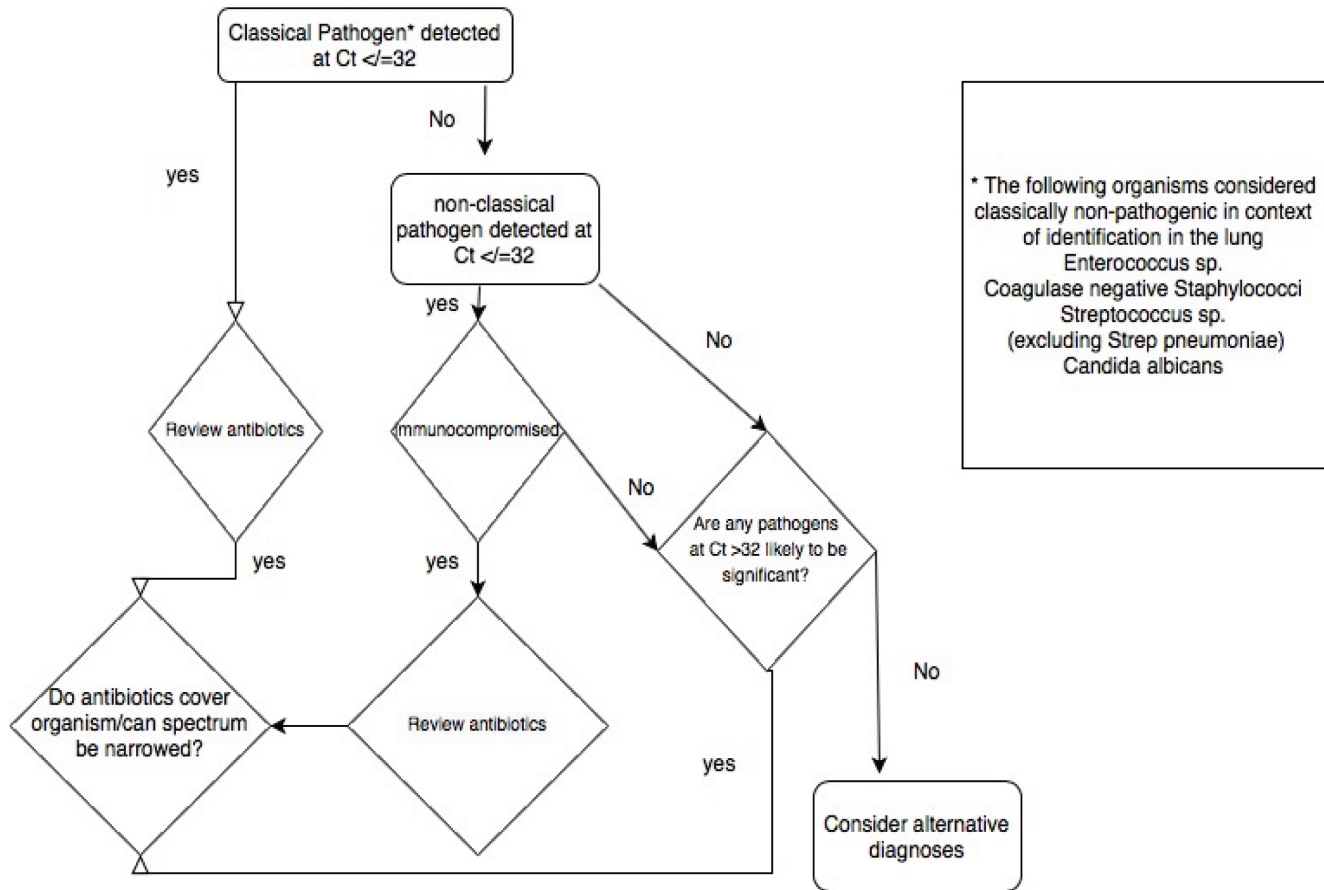 Classical Pathogen* detected
at Ct </=32
No
yes
non-classical
pathogen detected at
Ct </=32
* The following organisms considered
classically non-pathogenic in context
of identification in the lung
Enterococcus sp.
Coagulase negative Staphylococci
Streptococcus sp.
(excluding Strep pneumoniae)
Candida albicans
yes
No
Review antibiotics
mmunocompromised
No
Are any pathogens
at Ct >32 likely to be
significant?
yes
yes
No
Do antibiotics cover
organism/can spectrum
be narrowed?
Review antibiotics
yes
Consider alternative
diagnoses